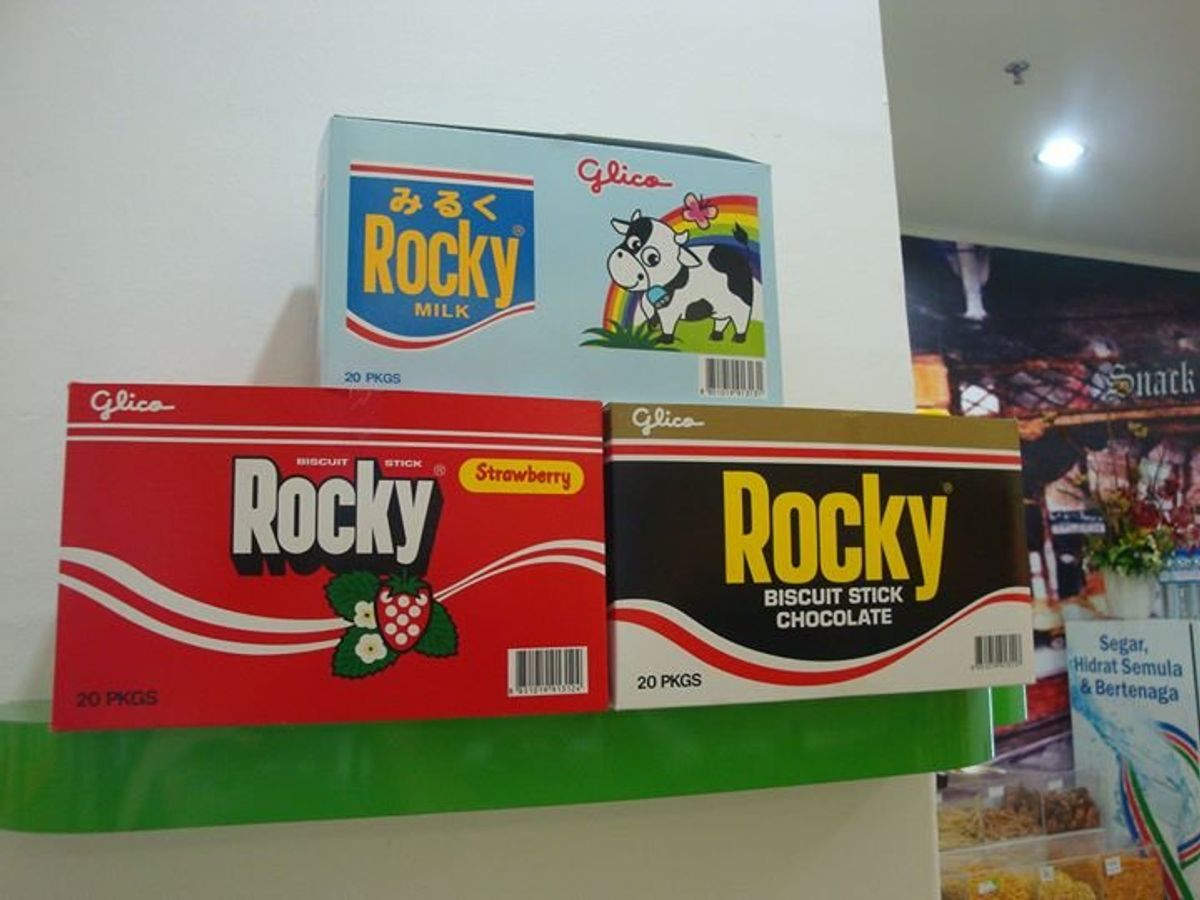 Glico
みるく
Rocky®
MILK
20 PKGS
Glico
BISCUIT STICK
Rocky®
Strawberry
20 PKGS
Glico
Rocky®
BISCUIT STICK
CHOCOLATE
20 PKGS
Snack
Segar,
Hidrat Semula
& Bertenaga